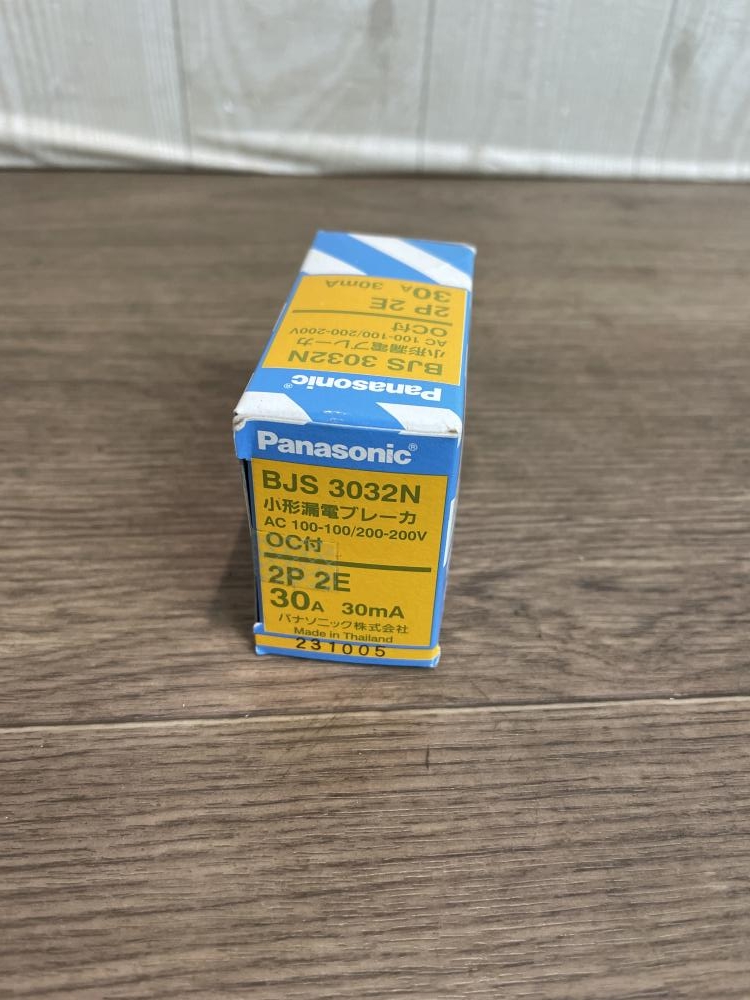 BJS 3032N
小形漏電ブレーカ
AC 100-100/200-200V
OC付
2P 2E
30A 30mA
Panasonic®
Panasonic®
BJS 3032N
小形漏電ブレーカ
AC 100-100/200-200V
OC付
2P 2E
30A 30mA
パナソニック株式会社
Made in Thailand
231005